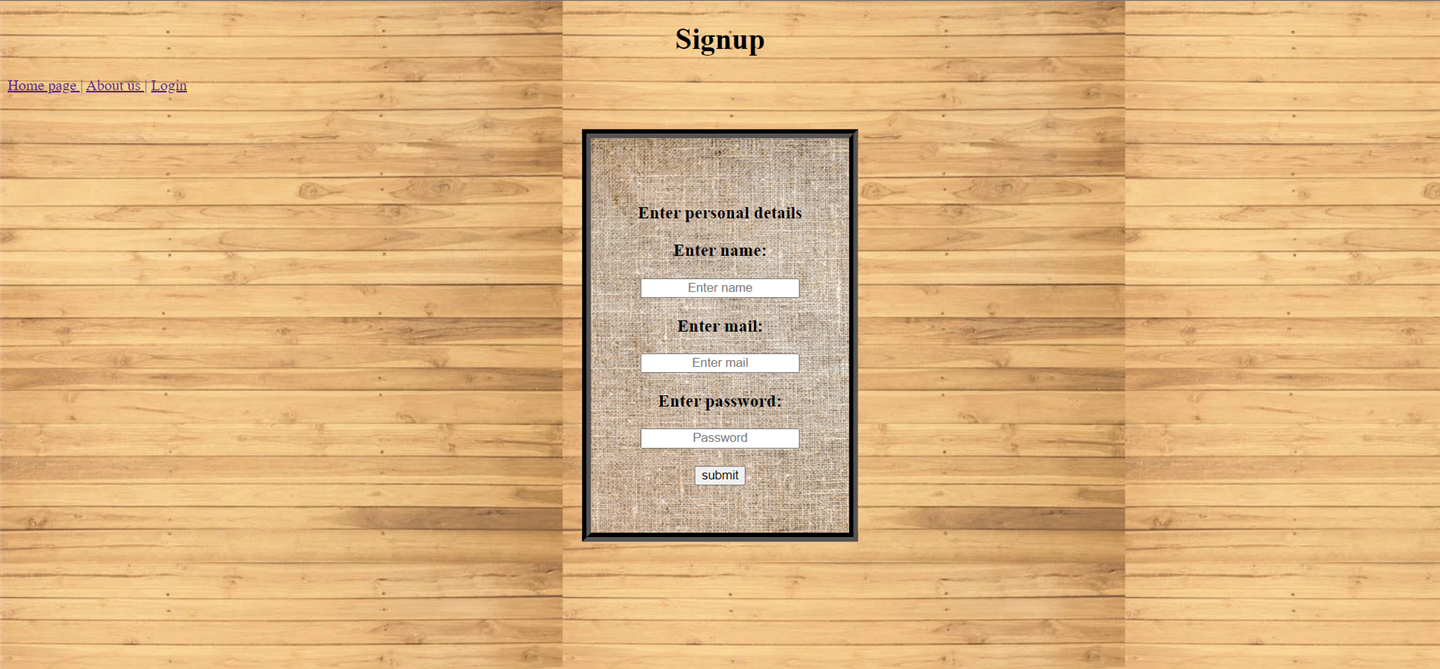 Signup
Home page | About us | Login
Enter personal details
Enter name:
Enter name
Enter mail:
Enter mail
Enter password:
Password
submit